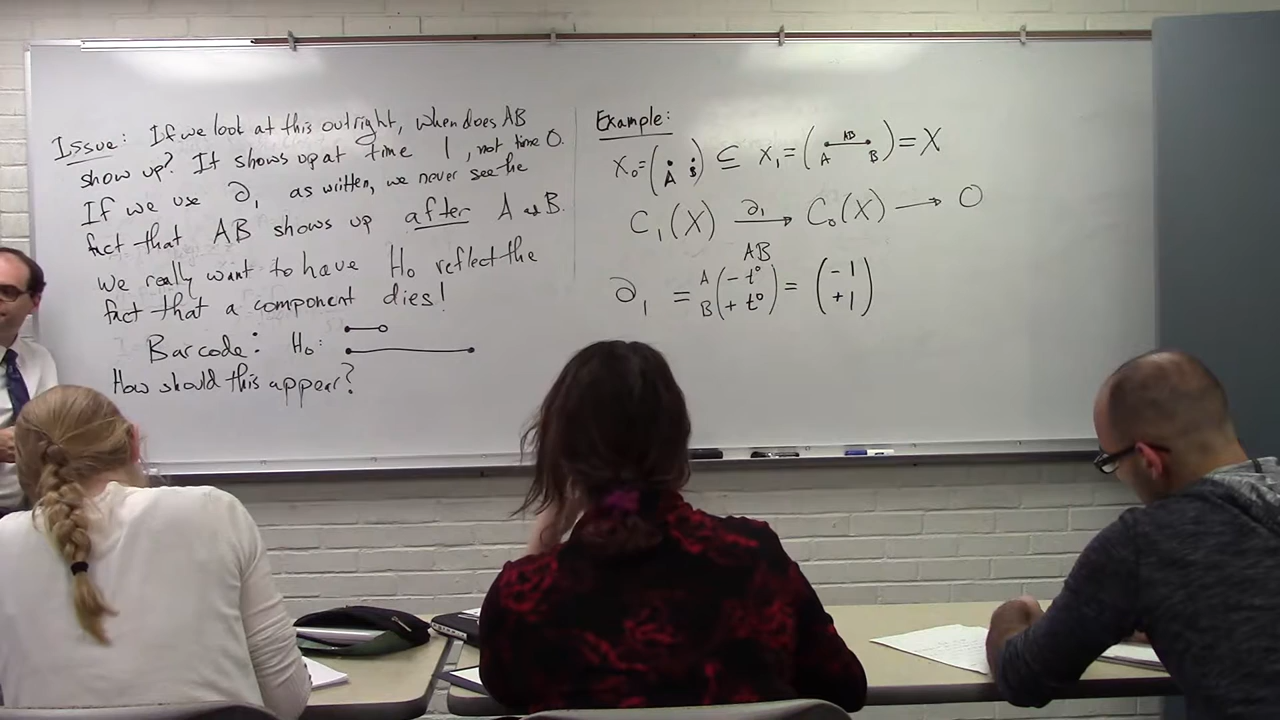 Issue: If we look at this outright, when does AB
show up? It shows up at time 1, not time 0.
If we use ∂₁ as written, we never see the
fact that AB shows up after A & B.
We really want to have H₀ reflect the
fact that a component dies!
Barcode: H₀:
How should this appear?
Example:
X₀=(A B) ⊆ X₁=(A AB B)=X
C₁(X) ∂₁→ C₀(X) → 0
AB
∂₁ = A(-t⁰ = (-1
B(+t⁰) +1)